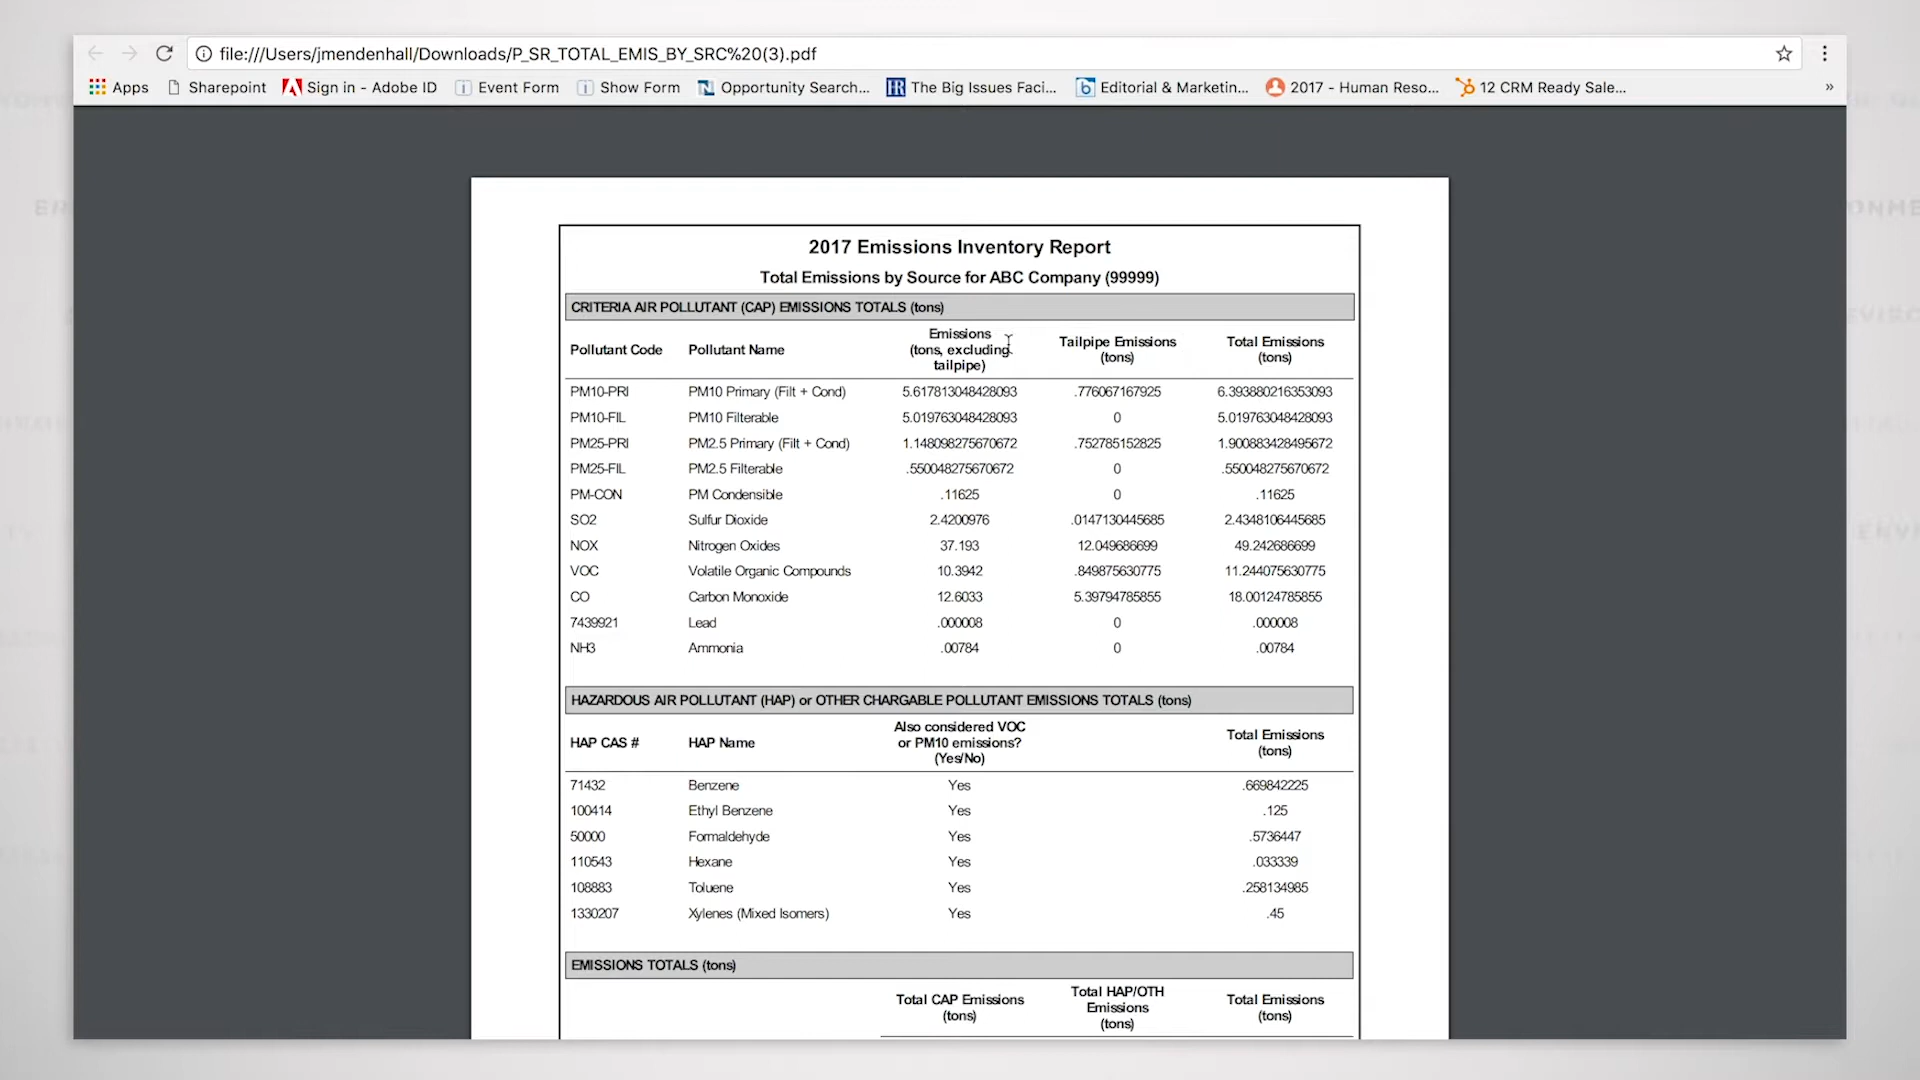 file:///Users/jmendenhall/Downloads/P_SR_TOTAL_EMIS_BY_SRC%20(3).pdf
Apps Sharepoint Sign in - Adobe ID Event Form Show Form Opportunity Search... The Big Issues Faci... Editorial & Marketin... 2017 - Human Reso... 12 CRM Ready Sale... »
2017 Emissions Inventory Report
Total Emissions by Source for ABC Company (99999)
CRITERIA AIR POLLUTANT (CAP) EMISSIONS TOTALS (tons)
Pollutant Code Pollutant Name Emissions (tons, excluding tailpipe) Tailpipe Emissions (tons) Total Emissions (tons)
PM10-PRI PM10 Primary (Filt + Cond) 5.617813048428093 .776067167925 6.393880216353093
PM10-FIL PM10 Filterable 5.019763048428093 0 5.019763048428093
PM25-PRI PM2.5 Primary (Filt + Cond) 1.148098275670672 .752785152825 1.900883428495672
PM25-FIL PM2.5 Filterable .550048275670672 0 .550048275670672
PM-CON PM Condensible .11625 0 .11625
SO2 Sulfur Dioxide 2.4200976 .0147130445685 2.4348106445685
NOX Nitrogen Oxides 37.193 12.049686699 49.242686699
VOC Volatile Organic Compounds 10.3942 .849875630775 11.244075630775
CO Carbon Monoxide 12.6033 5.39794785855 18.00124785855
7439921 Lead .000008 0 .000008
NH3 Ammonia .00784 0 .00784
HAZARDOUS AIR POLLUTANT (HAP) or OTHER CHARGABLE POLLUTANT EMISSIONS TOTALS (tons)
HAP CAS # HAP Name Also considered VOC or PM10 emissions? (Yes/No) Total Emissions (tons)
71432 Benzene Yes .669842225
100414 Ethyl Benzene Yes .125
50000 Formaldehyde Yes .5736447
110543 Hexane Yes .033339
108883 Toluene Yes .258134985
1330207 Xylenes (Mixed Isomers) Yes .45
EMISSIONS TOTALS (tons)
Total CAP Emissions (tons) Total HAP/OTH Emissions (tons) Total Emissions (tons)